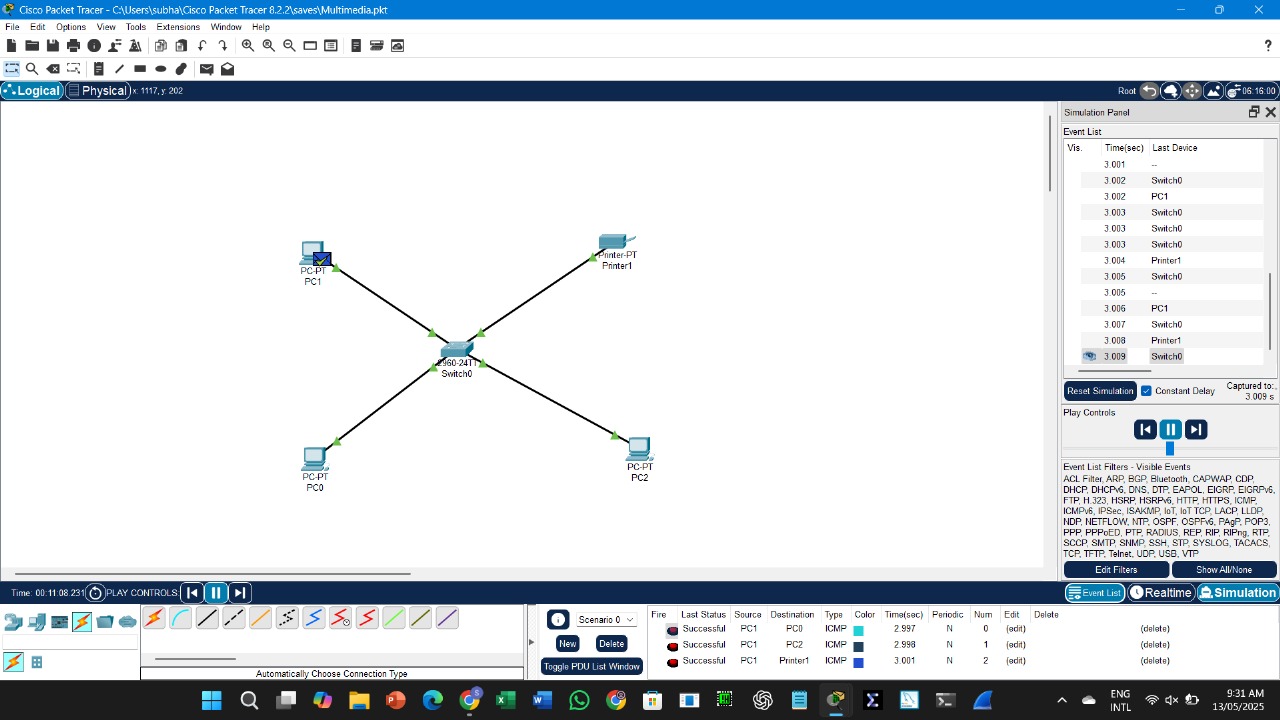 Cisco Packet Tracer - C:\Users\subha\Cisco Packet Tracer 8.2.2\saves\Multimedia.pkt
File Edit Options View Tools Extensions Window Help
?
Logical Physical x: 1117, y: 202 Root 06:16:00
Simulation Panel
Event List
Vis. Time(sec) Last Device
3.001 --
3.002 Switch0
3.002 PC1
3.003 Switch0
3.003 Switch0
3.003 Switch0
3.004 Printer1
3.005 Switch0
3.005 --
3.006 PC1
3.007 Switch0
3.008 Printer1
3.009 Switch0
Reset Simulation Constant Delay Captured to:
3.009 s
Play Controls
Event List Filters - Visible Events
ACL Filter, ARP, BGP, Bluetooth, CAPWAP, CDP,
DHCP, DHCPv6, DNS, DTP, EAPOL, EIGRP, EIGRPv6,
FTP, H.323, HSRP, HSRPv6, HTTP, HTTPS, ICMP,
ICMPv6, IPSec, ISAKMP, IoT, IoT TCP, LACP, LLDP,
NDP, NETFLOW, NTP, OSPF, OSPFv6, PAgP, POP3,
PPP, PPPoED, PTP, RADIUS, REP, RIP, RIPng, RTP,
SCCP, SMTP, SNMP, SSH, STP, SYSLOG, TACACS,
TCP, TFTP, Telnet, UDP, USB, VTP
Edit Filters Show All/None
PC-PT
PC1
Printer-PT
Printer1
2960-24TT
Switch0
PC-PT
PC0
PC-PT
PC2
Time: 00:11:08.231 PLAY CONTROLS: Event List Realtime Simulation
Automatically Choose Connection Type
Scenario 0
New Delete
Toggle PDU List Window
Fire Last Status Source Destination Type Color Time(sec) Periodic Num Edit Delete
Successful PC1 PC0 ICMP 2.997 N 0 (edit) (delete)
Successful PC1 PC2 ICMP 2.998 N 1 (edit) (delete)
Successful PC1 Printer1 ICMP 3.001 N 2 (edit) (delete)
ENG
INTL
9:31 AM
13/05/2025